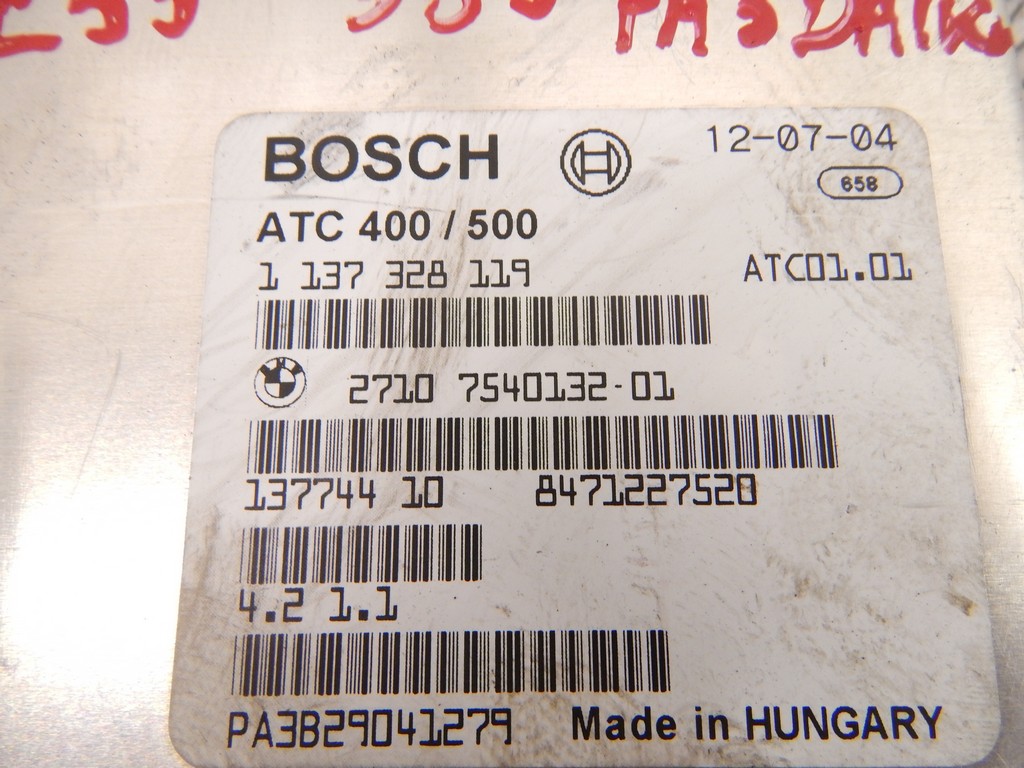 BOSCH 12-07-04
658
ATC 400 / 500
1 137 328 119 ATC01.01
2710 7540132-01
137744 10 8471227520
4.2 1.1
PA3B29041279 Made in HUNGARY